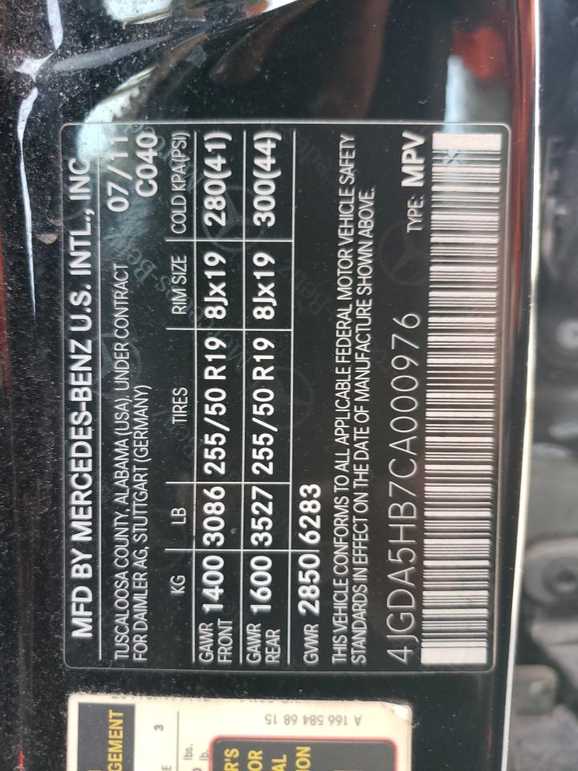 MFD BY MERCEDES-BENZ U.S. INTL., INC.
TUSCALOOSA COUNTY, ALABAMA (USA), UNDER CONTRACT 07/11
FOR DAIMLER AG, STUTTGART (GERMANY) C040
KG LB TIRES RIM SIZE COLD KPA(PSI)
GAWR FRONT 1400 3086 255/50 R19 8Jx19 280(41)
GAWR REAR 1600 3527 255/50 R19 8Jx19 300(44)
GVWR 2850 6283
THIS VEHICLE CONFORMS TO ALL APPLICABLE FEDERAL MOTOR VEHICLE SAFETY
STANDARDS IN EFFECT ON THE DATE OF MANUFACTURE SHOWN ABOVE.
4JGDA5HB7CA000976 TYPE: MPV
A 166 584 68 15
3
lbs.
lb.